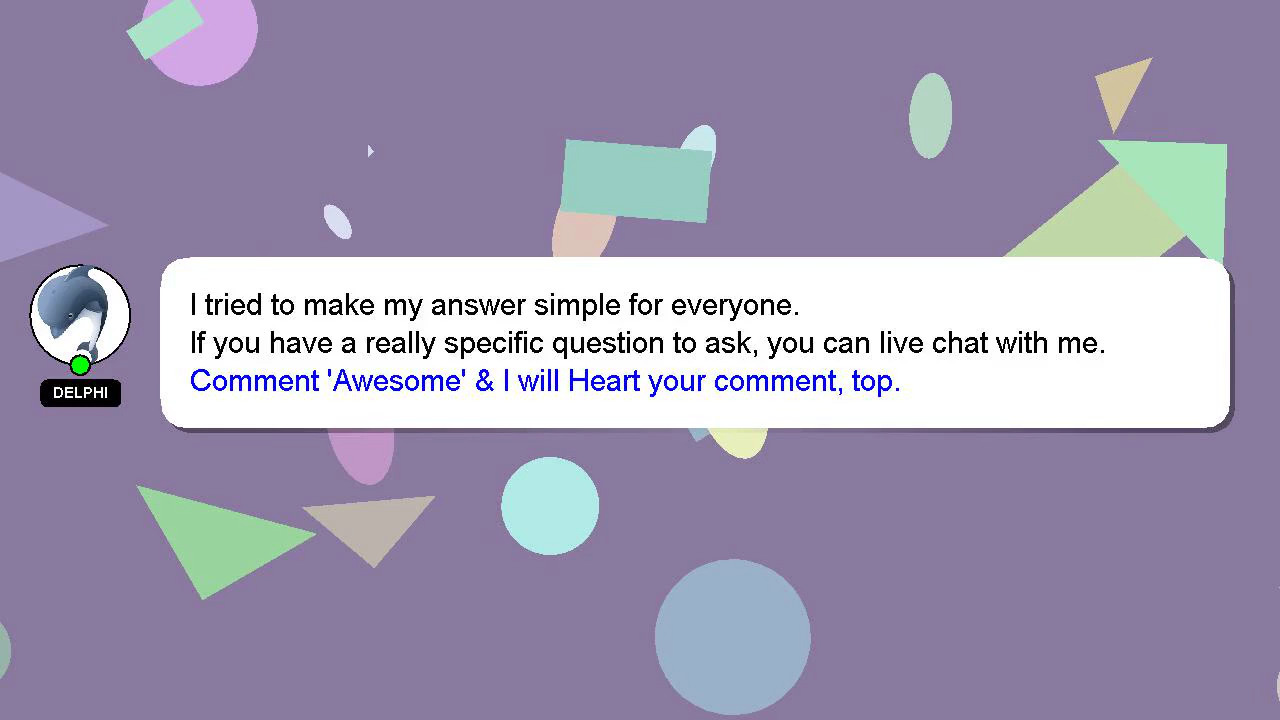 I tried to make my answer simple for everyone.
If you have a really specific question to ask, you can live chat with me.
Comment 'Awesome' & I will Heart your comment, top.
DELPHI